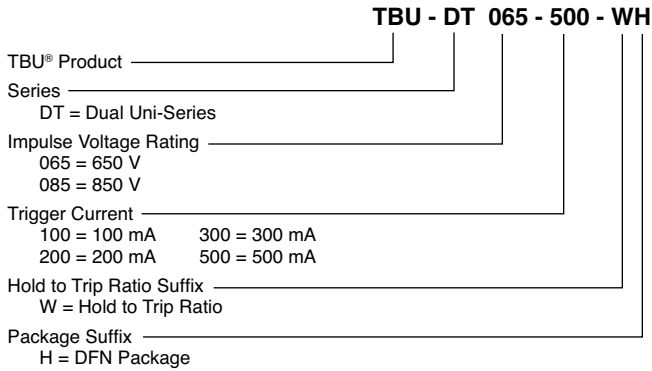 TBU - DT 065 - 500 - WH
TBU® Product
Series
DT = Dual Uni-Series
Impulse Voltage Rating
065 = 650 V
085 = 850 V
Trigger Current
100 = 100 mA 300 = 300 mA
200 = 200 mA 500 = 500 mA
Hold to Trip Ratio Suffix
W = Hold to Trip Ratio
Package Suffix
H = DFN Package